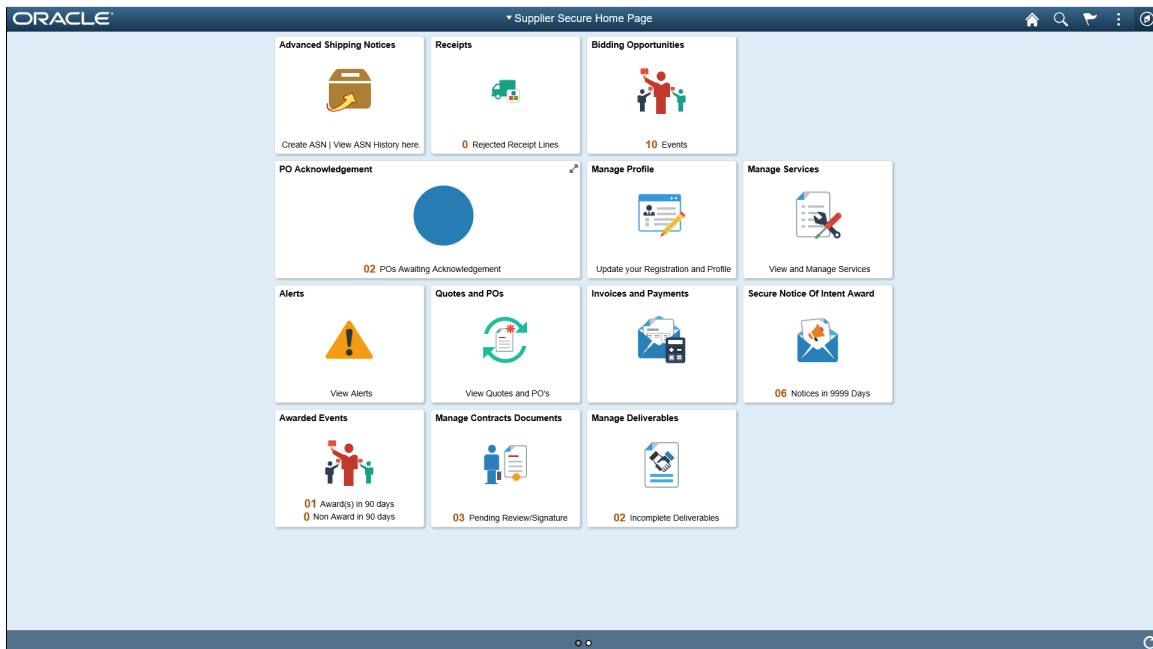 ORACLE
Supplier Secure Home Page
Advanced Shipping Notices
Create ASN | View ASN History here.
Receipts
0 Rejected Receipt Lines
Bidding Opportunities
10 Events
PO Acknowledgement
02 POs Awaiting Acknowledgement
Manage Profile
Update your Registration and Profile
Manage Services
View and Manage Services
Alerts
View Alerts
Quotes and POs
View Quotes and PO's
Invoices and Payments
Secure Notice Of Intent Award
06 Notices in 9999 Days
Awarded Events
01 Award(s) in 90 days
0 Non Award in 90 days
Manage Contracts Documents
03 Pending Review/Signature
Manage Deliverables
02 Incomplete Deliverables